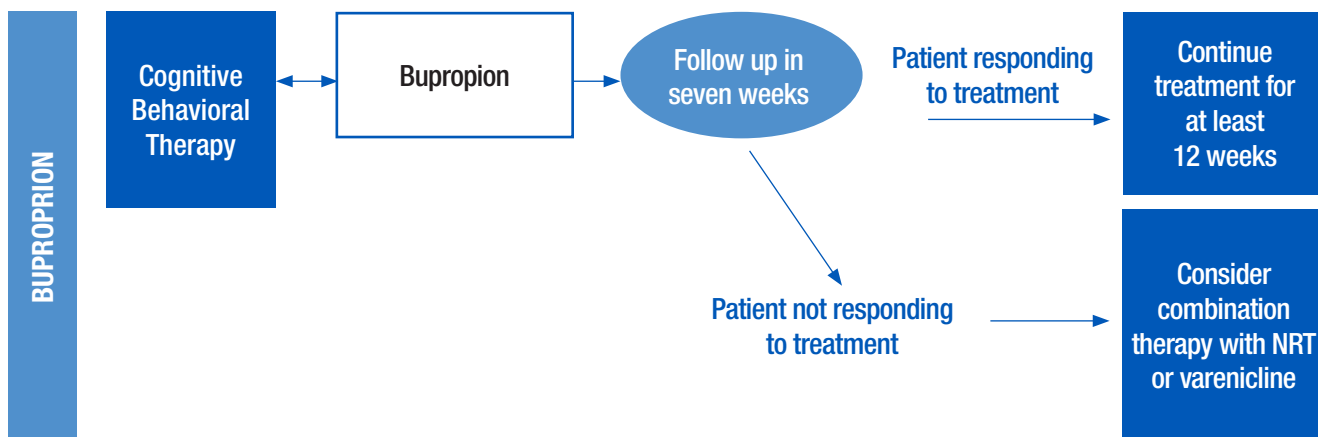 BUPROPRION
Cognitive
Behavioral
Therapy
Bupropion
Follow up in
seven weeks
Patient responding
to treatment
Continue
treatment for
at least
12 weeks
Patient not responding
to treatment
Consider
combination
therapy with NRT
or varenicline